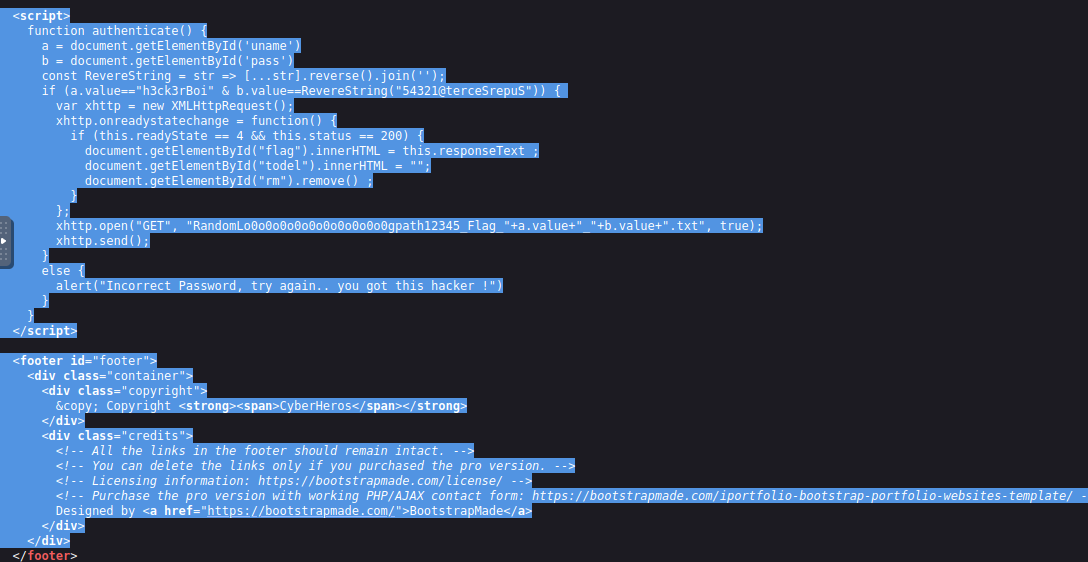 <script>
function authenticate() {
a = document.getElementById('uname')
b = document.getElementById('pass')
const RevereString = str => [...str].reverse().join('');
if (a.value=="h3ck3rBoi" & b.value==RevereString("54321@terceSrepuS")) {
var xhttp = new XMLHttpRequest();
xhttp.onreadystatechange = function() {
if (this.readyState == 4 && this.status == 200) {
document.getElementById("flag").innerHTML = this.responseText ;
document.getElementById("todel").innerHTML = "";
document.getElementById("rm").remove() ;
}
};
xhttp.open("GET", "RandomLo0o0o0o0o0o0o0o0o0o0gpath12345_Flag_"+a.value+"_"+b.value+".txt", true);
xhttp.send();
}
else {
alert("Incorrect Password, try again.. you got this hacker !")
}
}
</script>
<footer id="footer">
<div class="container">
<div class="copyright">
&copy; Copyright <strong><span>CyberHeros</span></strong>
</div>
<div class="credits">
<!-- All the links in the footer should remain intact. -->
<!-- You can delete the links only if you purchased the pro version. -->
<!-- Licensing information: https://bootstrapmade.com/license/ -->
<!-- Purchase the pro version with working PHP/AJAX contact form: https://bootstrapmade.com/iportfolio-bootstrap-portfolio-websites-template/ -
Designed by <a href="https://bootstrapmade.com/">BootstrapMade</a>
</div>
</div>
</footer>